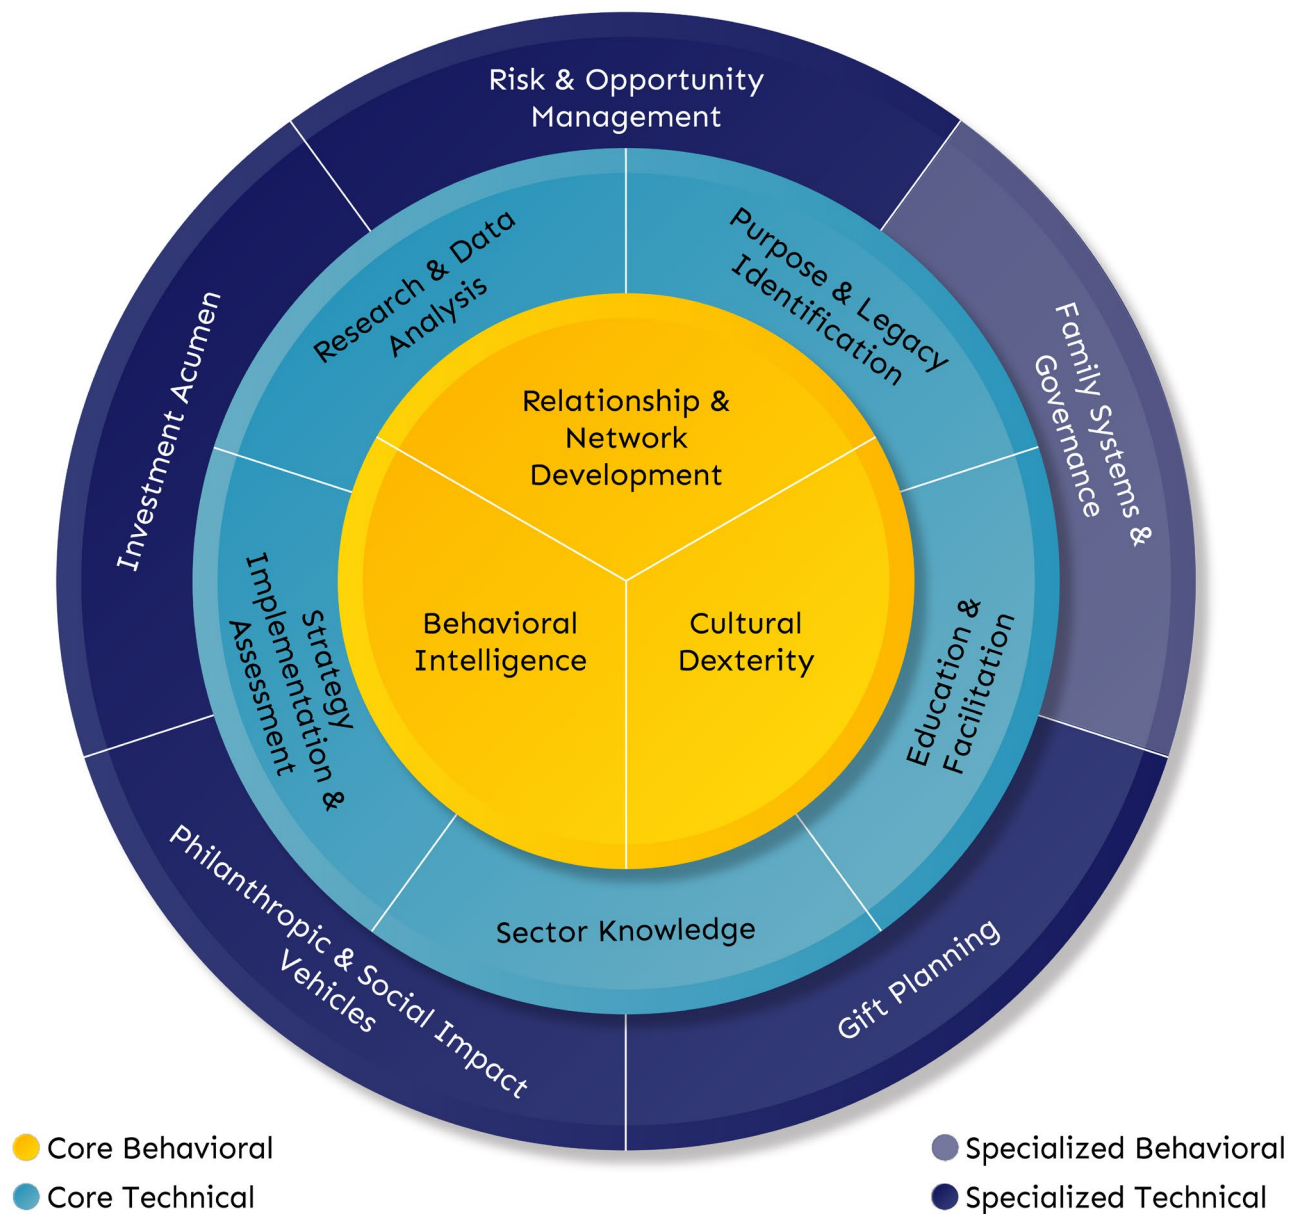 Risk & Opportunity
Management
Research & Data
Analysis
Purpose & Legacy
Identification
Family Systems &
Governance
Investment Acumen
Relationship &
Network
Development
Behavioral
Intelligence
Cultural
Dexterity
Strategy
Implementation &
Assessment
Education &
Facilitation
Sector Knowledge
Philanthropic & Social Impact
Vehicles
Gift Planning
Core Behavioral
Core Technical
Specialized Behavioral
Specialized Technical